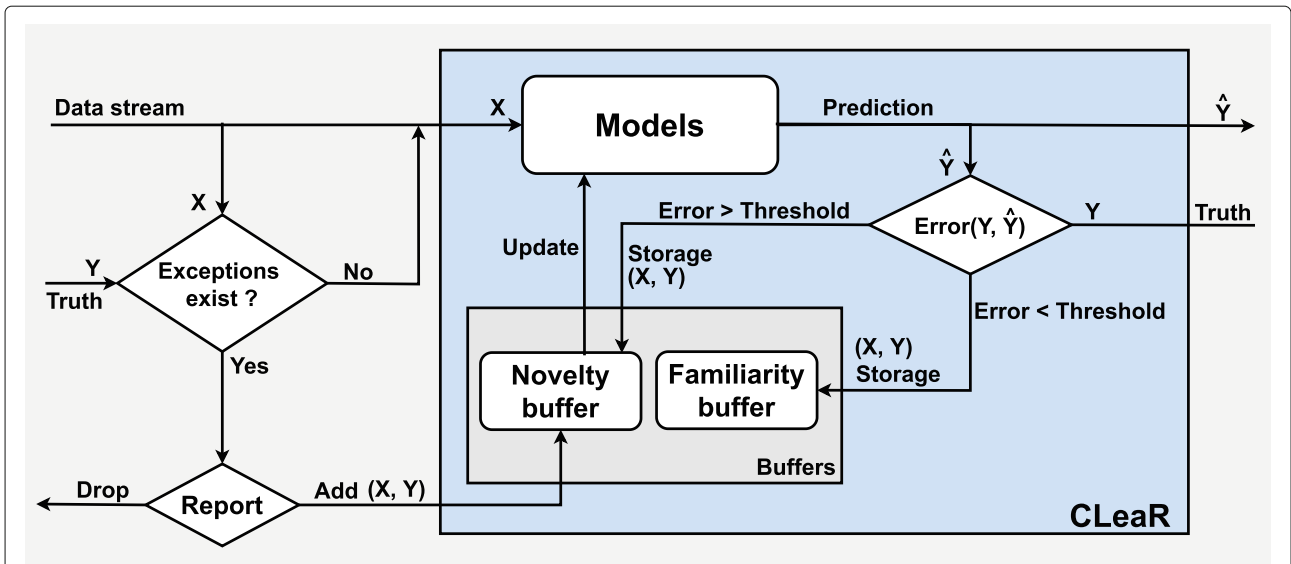 Data stream
X
Models
Prediction
Ŷ
Ŷ
X
Error > Threshold
Error(Y, Ŷ)
Y
Truth
Update
Storage
(X, Y)
Y
Truth
Exceptions
exist ?
No
Error < Threshold
Yes
(X, Y)
Storage
Novelty
buffer
Familiarity
buffer
Buffers
Drop
Report
Add (X, Y)
CLeaR